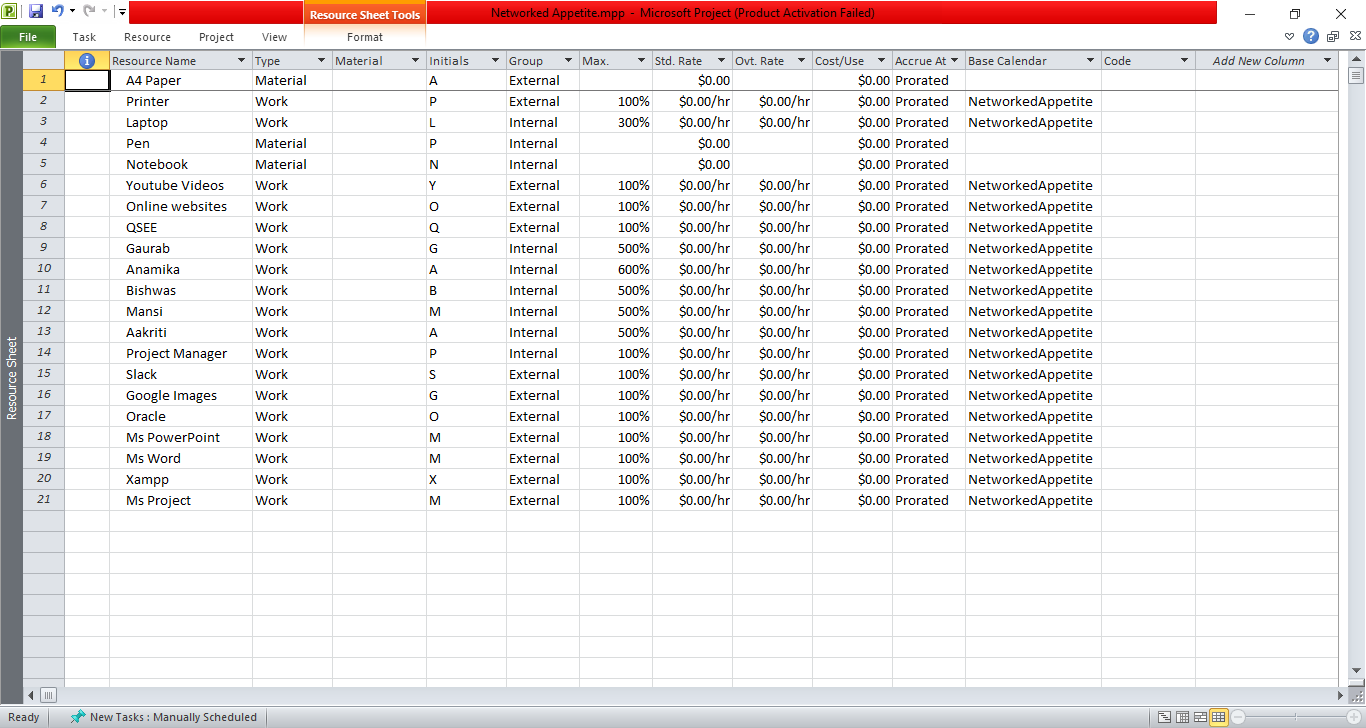 Resource Sheet Tools
Networked Appetite.mpp - Microsoft Project (Product Activation Failed)
File Task Resource Project View Format
Resource Name Type Material Initials Group Max. Std. Rate Ovt. Rate Cost/Use Accrue At Base Calendar Code Add New Column
1 A4 Paper Material A External $0.00 $0.00 Prorated
2 Printer Work P External 100% $0.00/hr $0.00/hr $0.00 Prorated NetworkedAppetite
3 Laptop Work L Internal 300% $0.00/hr $0.00/hr $0.00 Prorated NetworkedAppetite
4 Pen Material P Internal $0.00 $0.00 Prorated
5 Notebook Material N Internal $0.00 $0.00 Prorated
6 Youtube Videos Work Y External 100% $0.00/hr $0.00/hr $0.00 Prorated NetworkedAppetite
7 Online websites Work O External 100% $0.00/hr $0.00/hr $0.00 Prorated NetworkedAppetite
8 QSEE Work Q External 100% $0.00/hr $0.00/hr $0.00 Prorated NetworkedAppetite
9 Gaurab Work G Internal 500% $0.00/hr $0.00/hr $0.00 Prorated NetworkedAppetite
10 Anamika Work A Internal 600% $0.00/hr $0.00/hr $0.00 Prorated NetworkedAppetite
11 Bishwas Work B Internal 500% $0.00/hr $0.00/hr $0.00 Prorated NetworkedAppetite
12 Mansi Work M Internal 500% $0.00/hr $0.00/hr $0.00 Prorated NetworkedAppetite
13 Aakriti Work A Internal 500% $0.00/hr $0.00/hr $0.00 Prorated NetworkedAppetite
14 Project Manager Work P Internal 100% $0.00/hr $0.00/hr $0.00 Prorated NetworkedAppetite
15 Slack Work S External 100% $0.00/hr $0.00/hr $0.00 Prorated NetworkedAppetite
16 Google Images Work G External 100% $0.00/hr $0.00/hr $0.00 Prorated NetworkedAppetite
17 Oracle Work O External 100% $0.00/hr $0.00/hr $0.00 Prorated NetworkedAppetite
18 Ms PowerPoint Work M External 100% $0.00/hr $0.00/hr $0.00 Prorated NetworkedAppetite
19 Ms Word Work M External 100% $0.00/hr $0.00/hr $0.00 Prorated NetworkedAppetite
20 Xampp Work X External 100% $0.00/hr $0.00/hr $0.00 Prorated NetworkedAppetite
21 Ms Project Work M External 100% $0.00/hr $0.00/hr $0.00 Prorated NetworkedAppetite
Resource Sheet
Ready New Tasks : Manually Scheduled